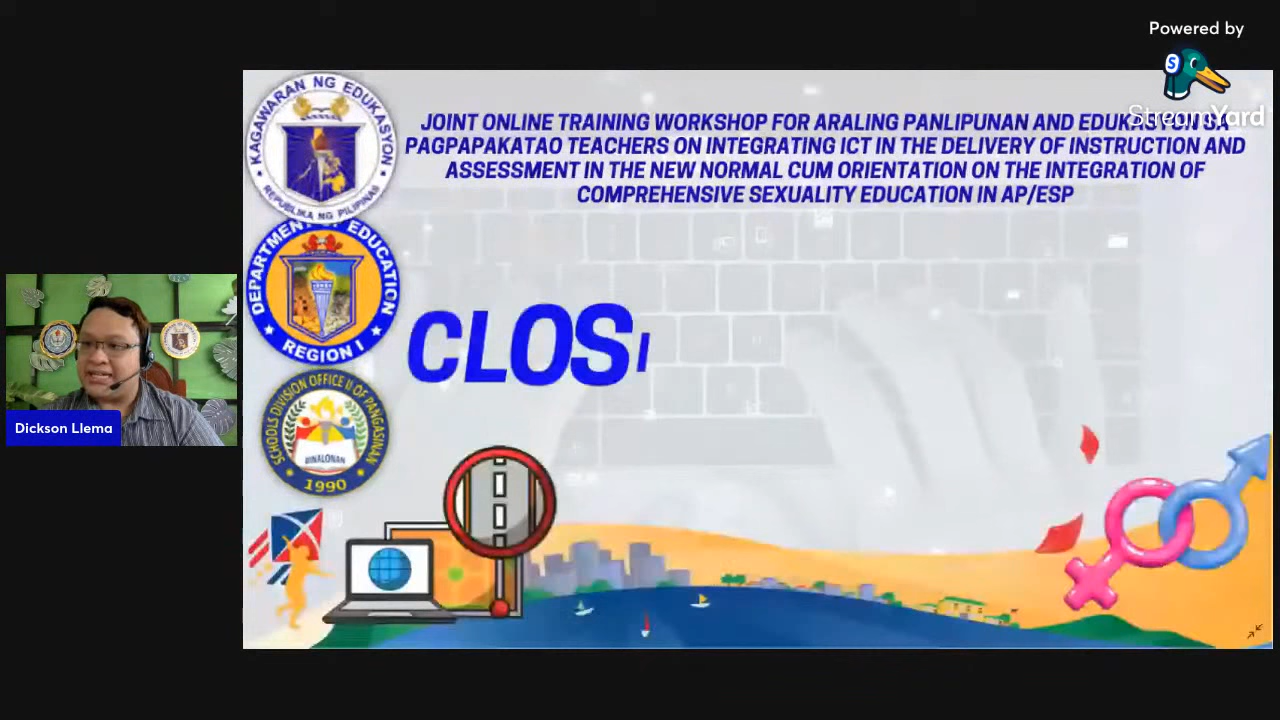 Powered by
StreamYard
KAGAWARAN NG EDUKASYON
REPUBLIKA NG PILIPINAS
JOINT ONLINE TRAINING WORKSHOP FOR ARALING PANLIPUNAN AND EDUKASYON SA
PAGPAPAKATAO TEACHERS ON INTEGRATING ICT IN THE DELIVERY OF INSTRUCTION AND
ASSESSMENT IN THE NEW NORMAL CUM ORIENTATION ON THE INTEGRATION OF
COMPREHENSIVE SEXUALITY EDUCATION IN AP/ESP
DEPARTMENT OF EDUCATION
REGION I
CLOSI
SCHOOLS DIVISION OFFICE II OF PANGASINAN
BINALONAN
1990
Dickson Llema